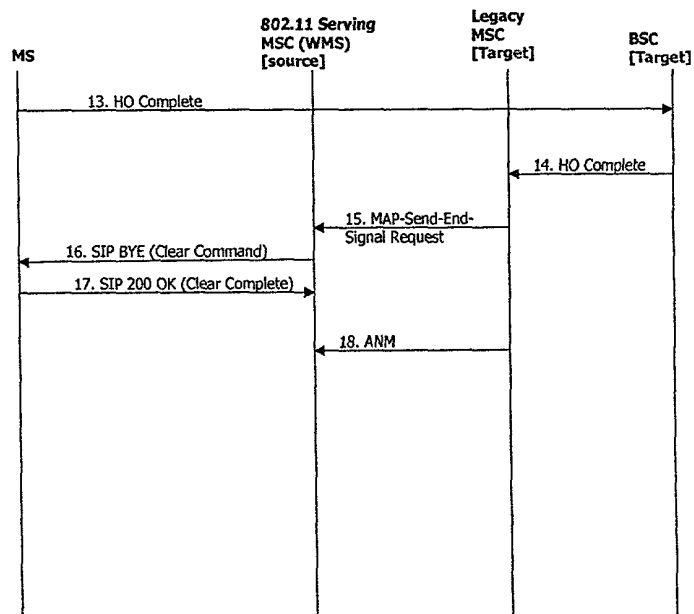 MS
802.11 Serving
MSC (WMS)
[source]
Legacy
MSC
[Target]
BSC
[Target]
13. HO Complete
14. HO Complete
15. MAP-Send-End-
Signal Request
16. SIP BYE (Clear Command)
17. SIP 200 OK (Clear Complete)
18. ANM